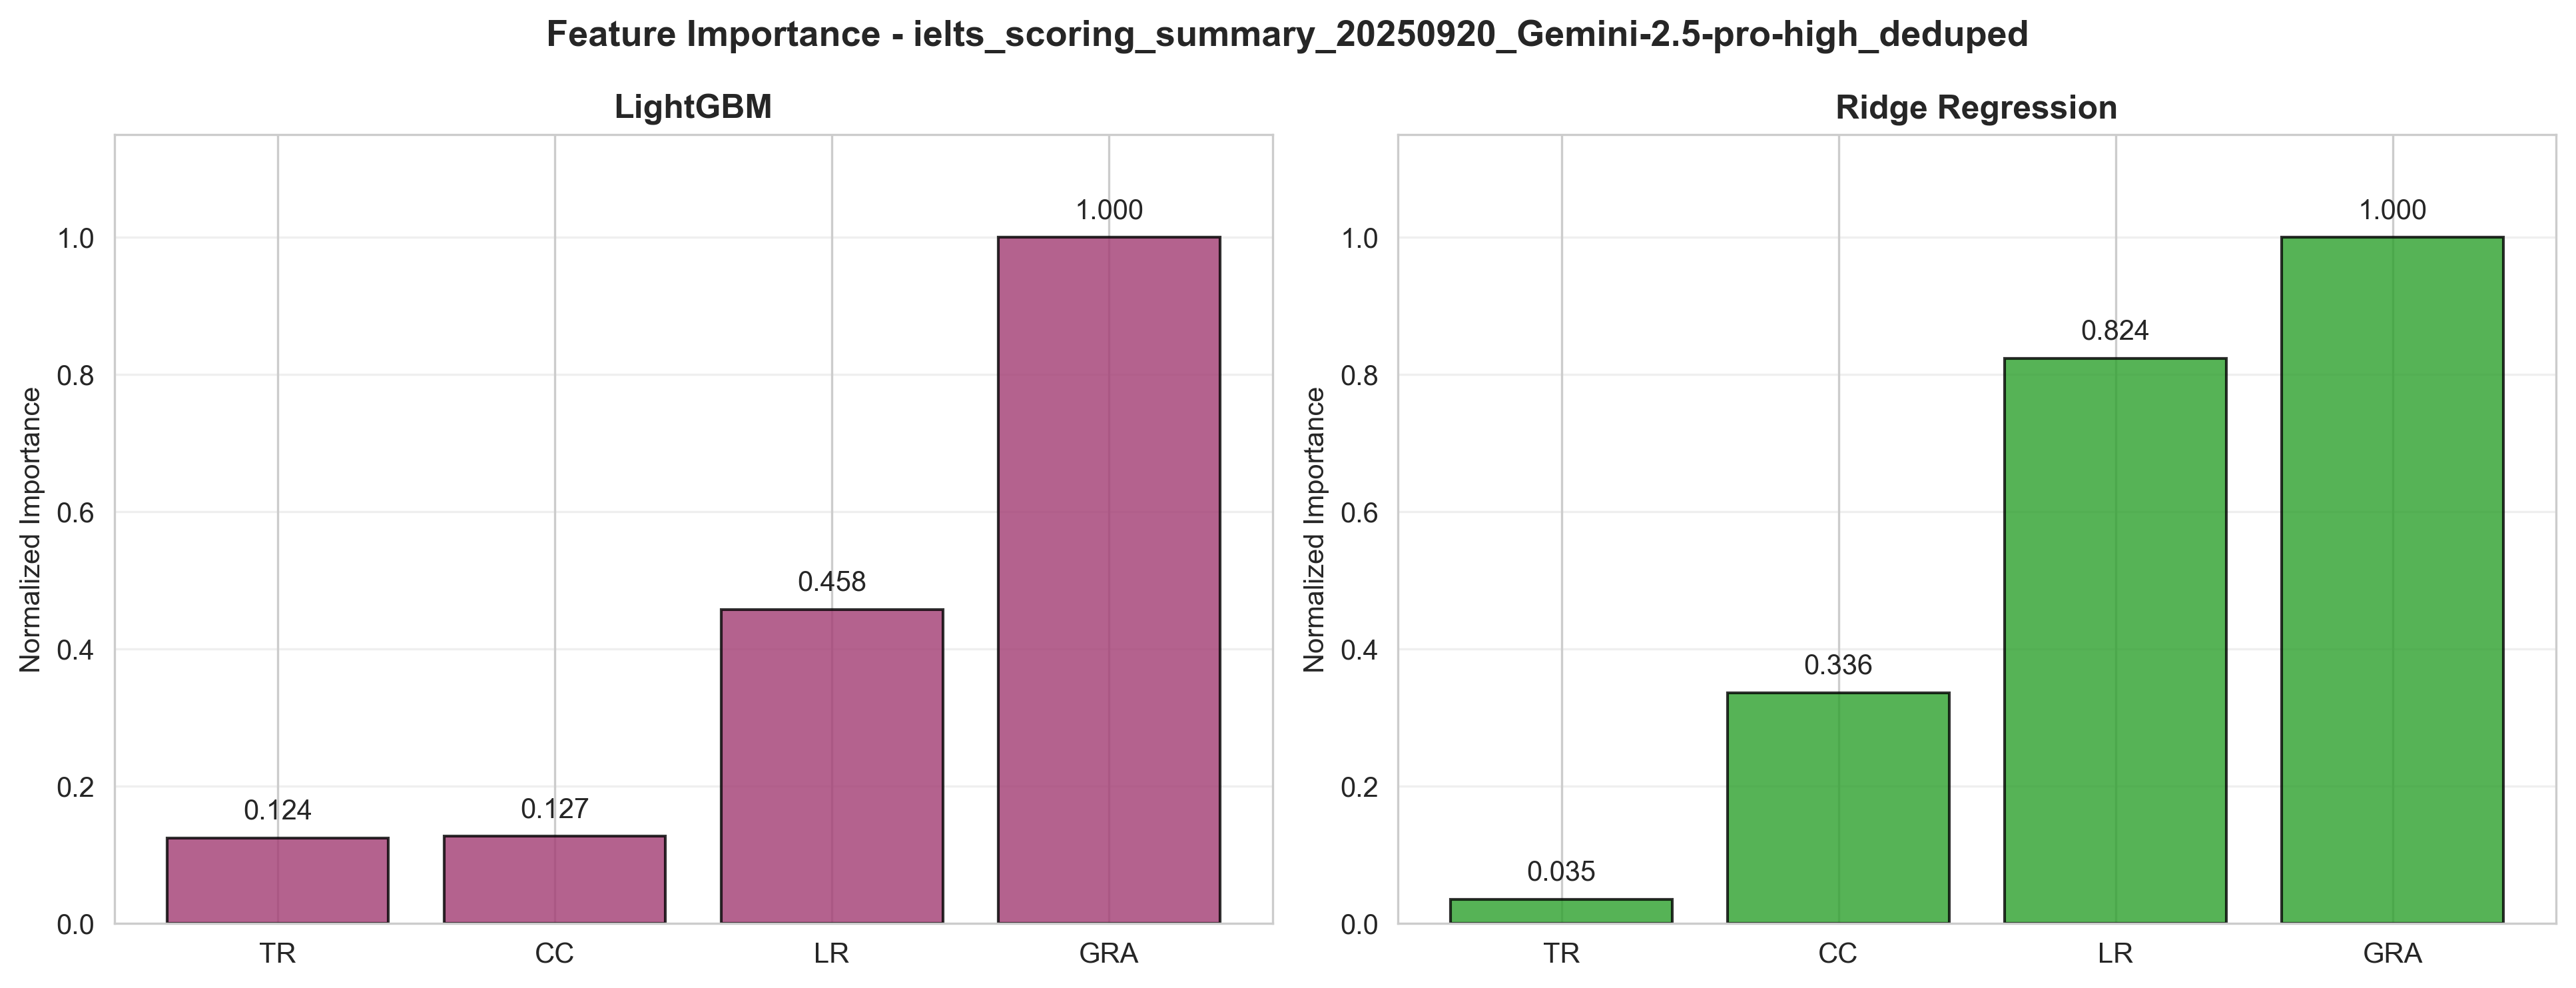 Feature Importance - ielts_scoring_summary_20250920_Gemini-2.5-pro-high_deduped
LightGBM
Normalized Importance
1.0
0.8
0.6
0.4
0.2
0.0
0.124
0.127
0.458
1.000
TR CC LR GRA
Ridge Regression
Normalized Importance
1.0
0.8
0.6
0.4
0.2
0.0
0.035
0.336
0.824
1.000
TR CC LR GRA